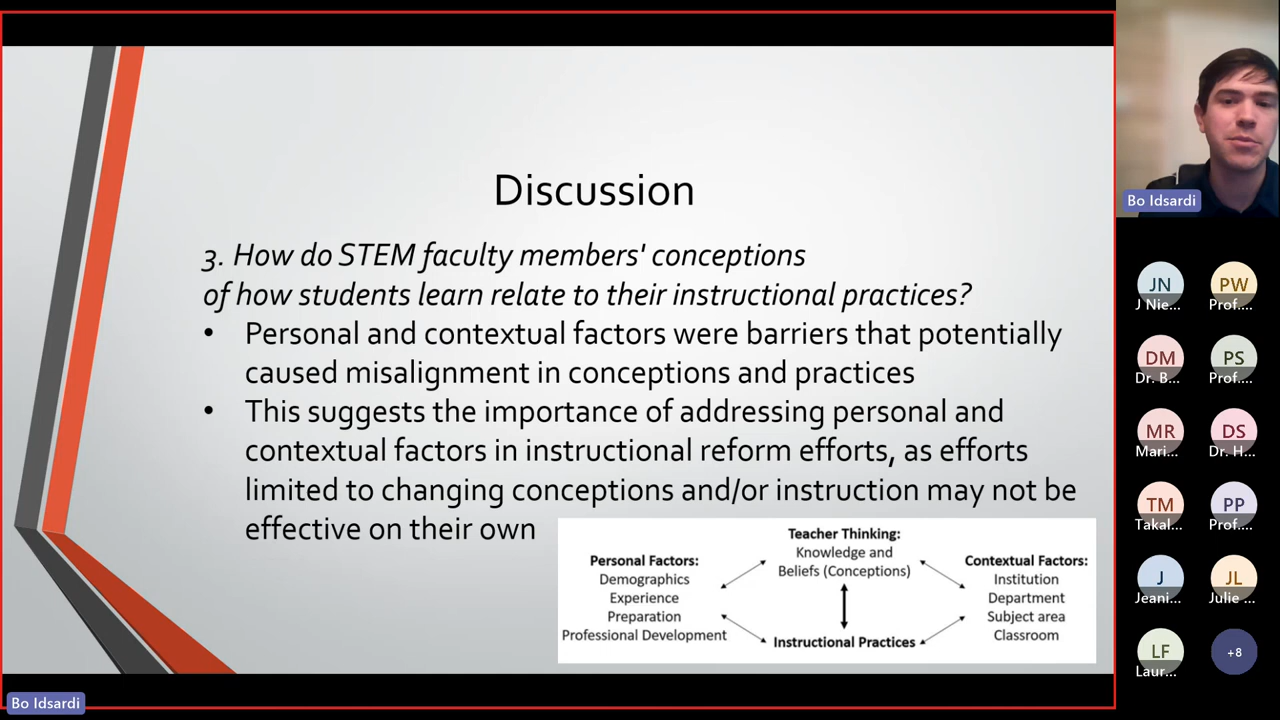 Discussion
3. How do STEM faculty members' conceptions
of how students learn relate to their instructional practices?
• Personal and contextual factors were barriers that potentially
caused misalignment in conceptions and practices
• This suggests the importance of addressing personal and
contextual factors in instructional reform efforts, as efforts
limited to changing conceptions and/or instruction may not be
effective on their own
Personal Factors:
Demographics
Experience
Preparation
Professional Development
Teacher Thinking:
Knowledge and
Beliefs (Conceptions)
Instructional Practices
Contextual Factors:
Institution
Department
Subject area
Classroom
Bo Idsardi
Bo Idsardi
JN
J Nie...
PW
Prof....
DM
Dr. B...
PS
Prof....
MR
Mari...
DS
Dr. H...
TM
Takal...
PP
Prof....
J
Jeani...
JL
Julie ...
LF
Laur...
+8